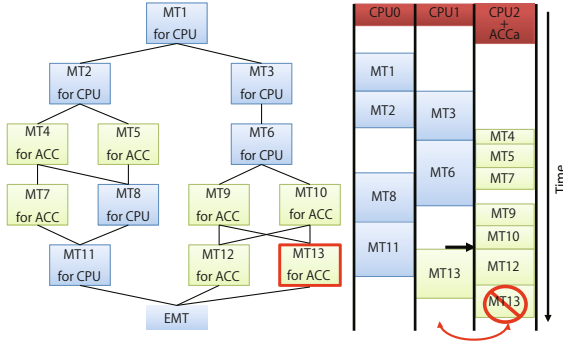 MT1
for CPU
MT2
for CPU
MT3
for CPU
MT4
for ACC
MT5
for ACC
MT6
for CPU
MT7
for ACC
MT8
for CPU
MT9
for ACC
MT10
for ACC
MT11
for CPU
MT12
for ACC
MT13
for ACC
EMT
CPU0
CPU1
CPU2
+
ACCa
MT1
MT2
MT3
MT4
MT5
MT6
MT7
MT8
MT9
MT10
MT11
MT12
MT13
MT13
Time